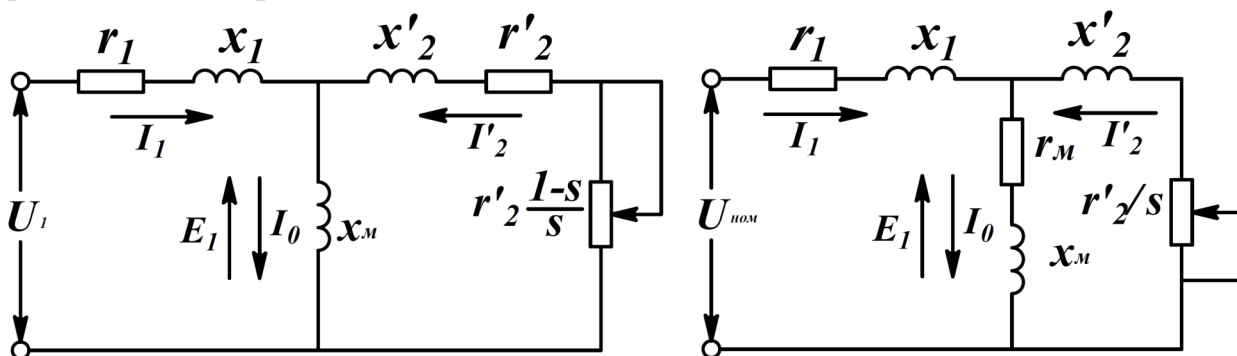 r₁ x₁ x'₂ r'₂
I₁ I'₂
U₁ E₁ I₀ xм r'₂ 1-s/s
r₁ x₁ x'₂
I₁ rм I'₂
Uном E₁ I₀ xм r'₂/s